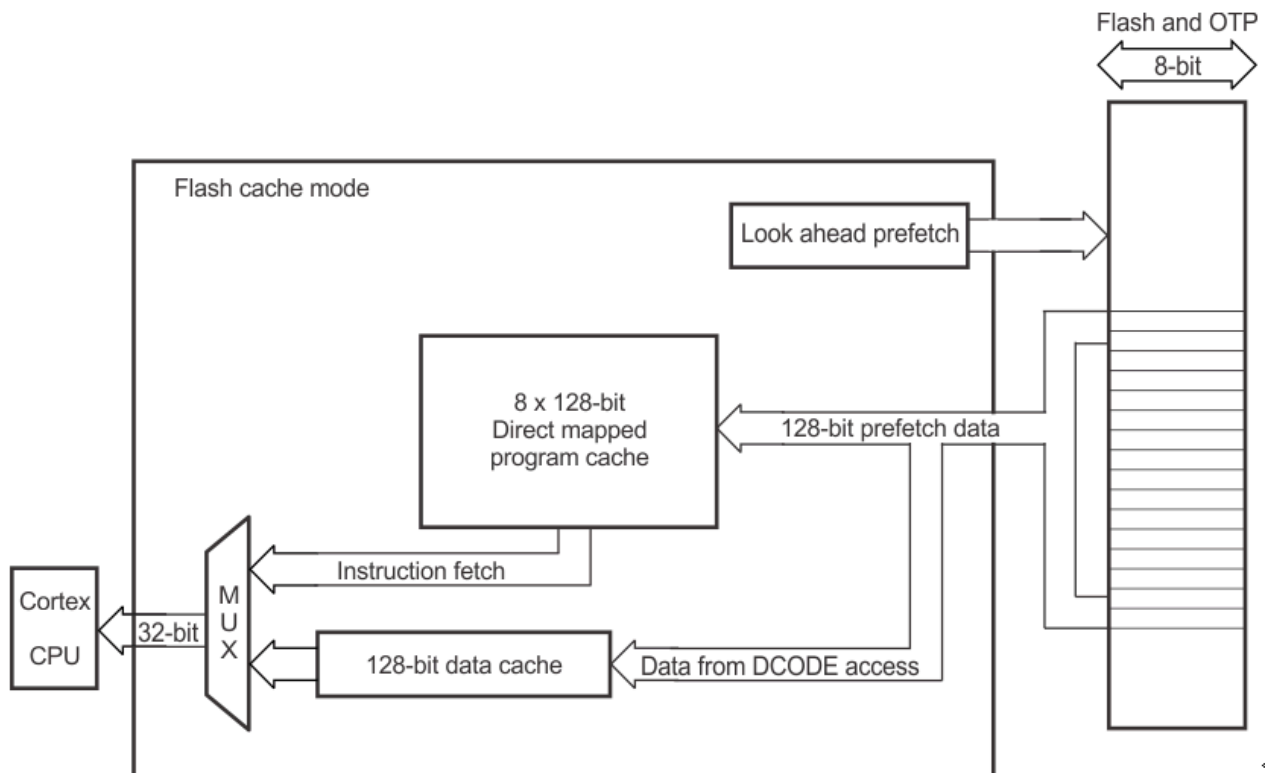 Flash and OTP
8-bit
Flash cache mode
Look ahead prefetch
8 x 128-bit
Direct mapped
program cache
128-bit prefetch data
Instruction fetch
MUX
Cortex
CPU
32-bit
128-bit data cache
Data from DCODE access